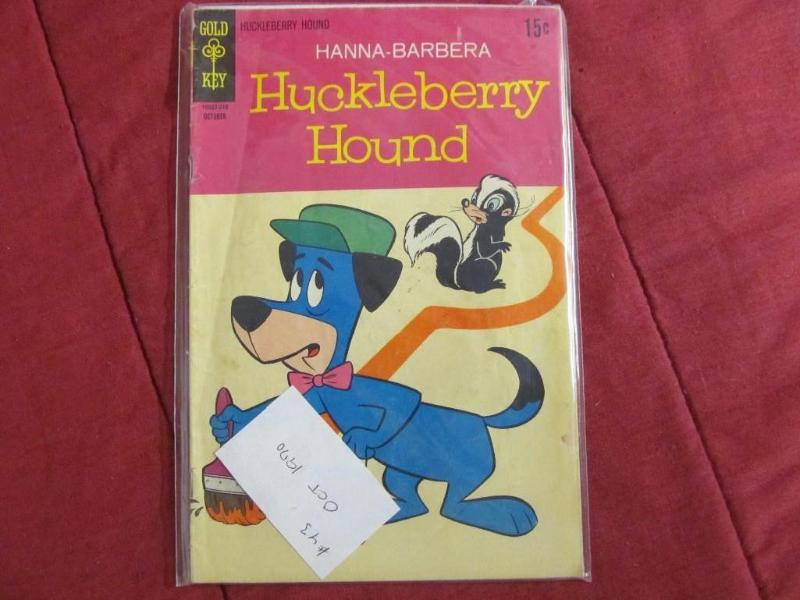 GOLD
KEY
HUCKLEBERRY HOUND
15¢
OCTOBER
HANNA-BARBERA
Huckleberry
Hound
#43
OCT 1970